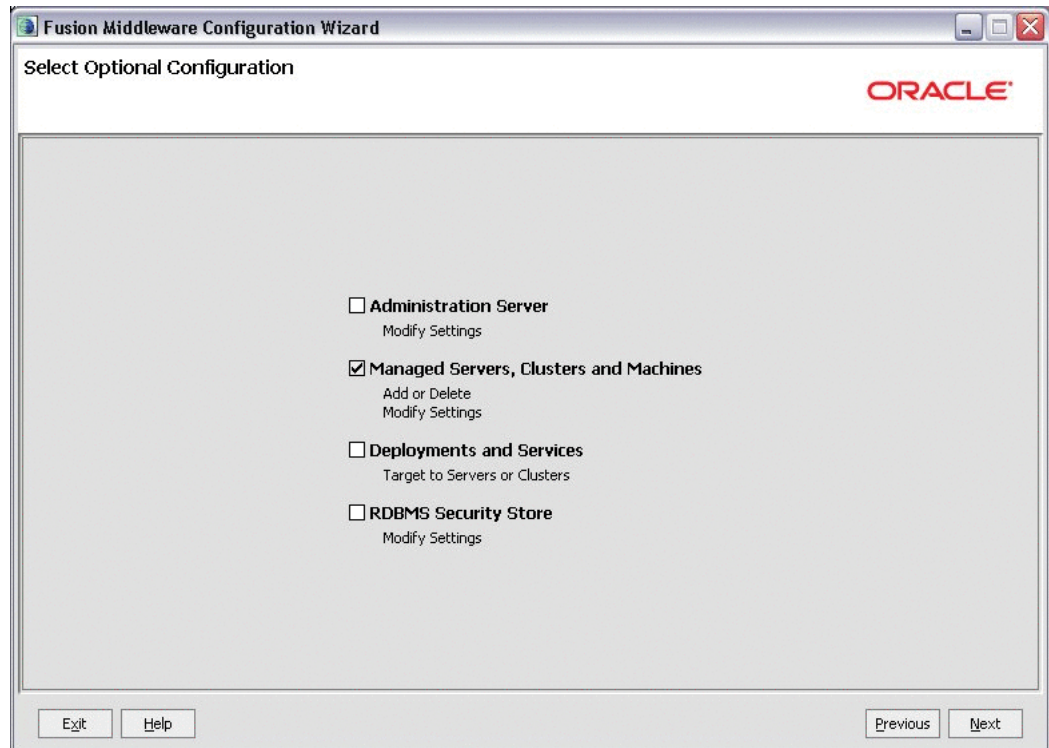 Fusion Middleware Configuration Wizard
Select Optional Configuration
ORACLE
Administration Server
Modify Settings
Managed Servers, Clusters and Machines
Add or Delete
Modify Settings
Deployments and Services
Target to Servers or Clusters
RDBMS Security Store
Modify Settings
Exit Help Previous Next